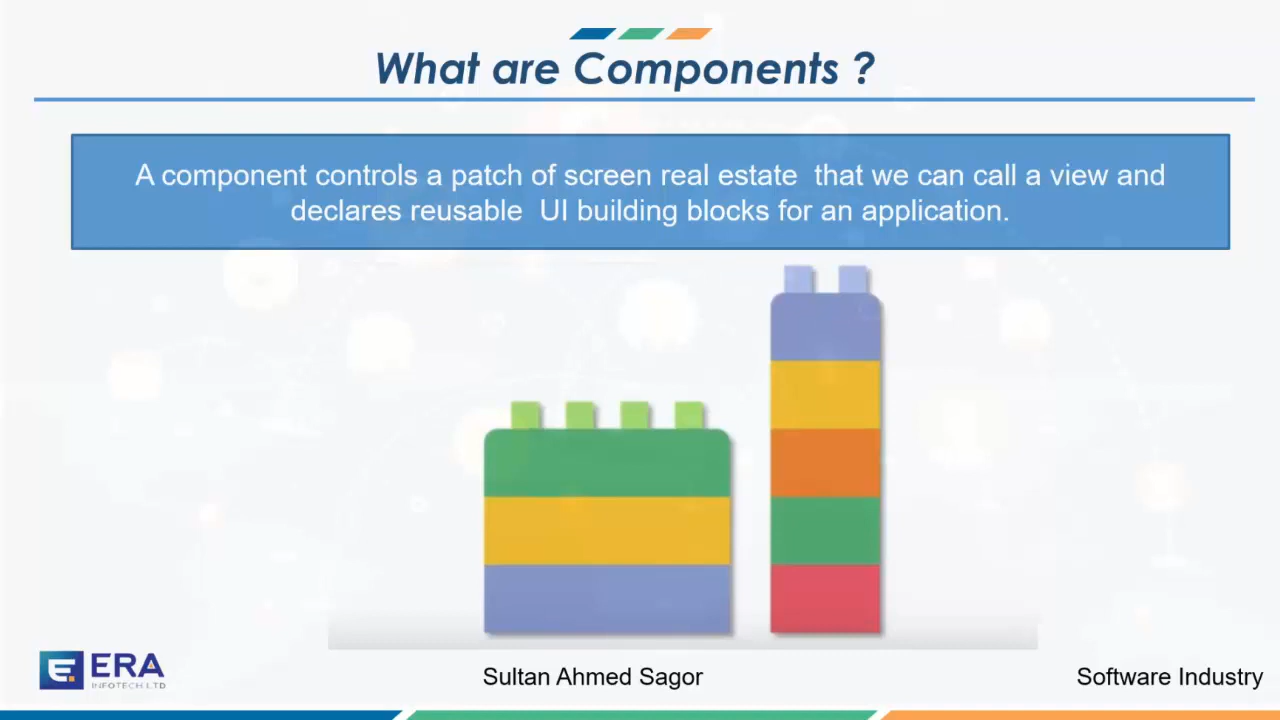 What are Components ?
A component controls a patch of screen real estate that we can call a view and
declares reusable UI building blocks for an application.
ERA
INFOTECH LTD
Sultan Ahmed Sagor
Software Industry